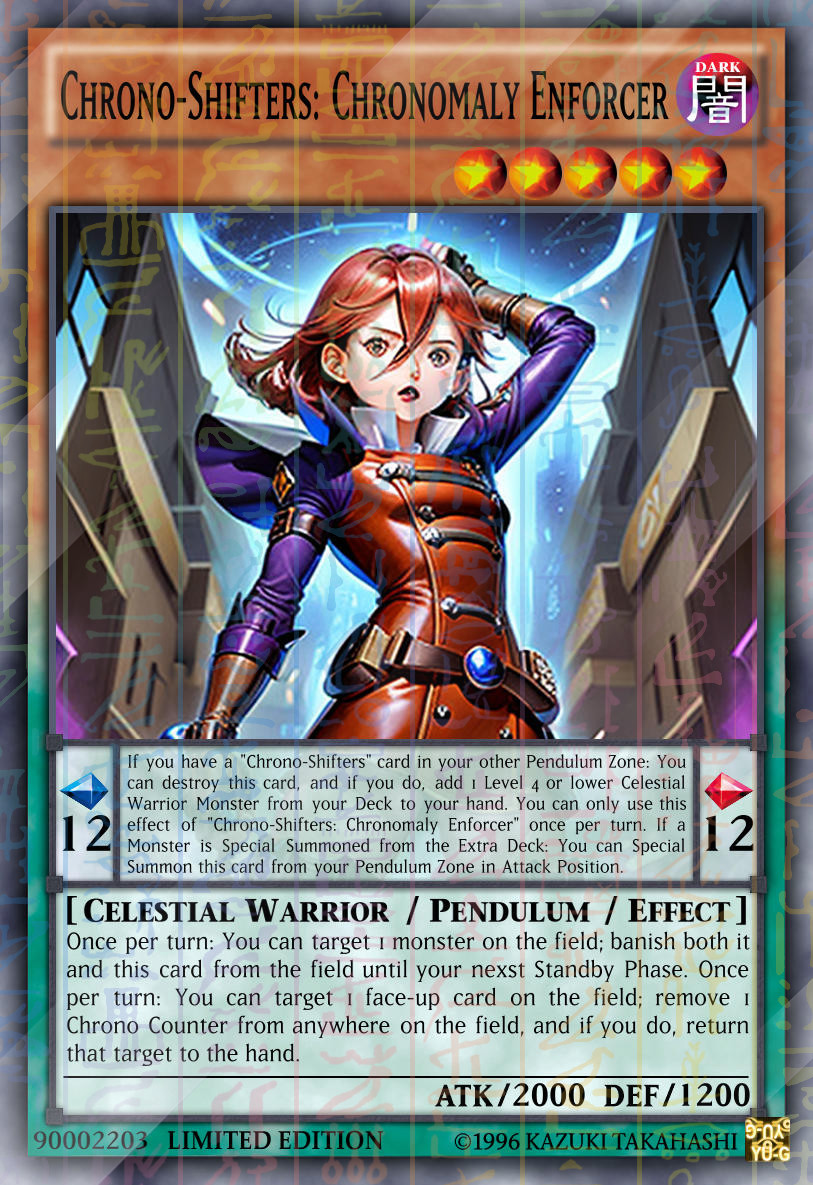 Chrono-Shifters: Chronomaly Enforcer
DARK
闇
If you have a "Chrono-Shifters" card in your other Pendulum Zone: You
can destroy this card, and if you do, add 1 Level 4 or lower Celestial
Warrior Monster from your Deck to your hand. You can only use this
effect of "Chrono-Shifters: Chronomaly Enforcer" once per turn. If a
Monster is Special Summoned from the Extra Deck: You can Special
Summon this card from your Pendulum Zone in Attack Position.
12
12
[ Celestial Warrior / Pendulum / Effect ]
Once per turn: You can target 1 monster on the field; banish both it
and this card from the field until your nexst Standby Phase. Once
per turn: You can target 1 face-up card on the field; remove 1
Chrono Counter from anywhere on the field, and if you do, return
that target to the hand.
ATK/2000 DEF/1200
90002203 LIMITED EDITION ©1996 KAZUKI TAKAHASHI